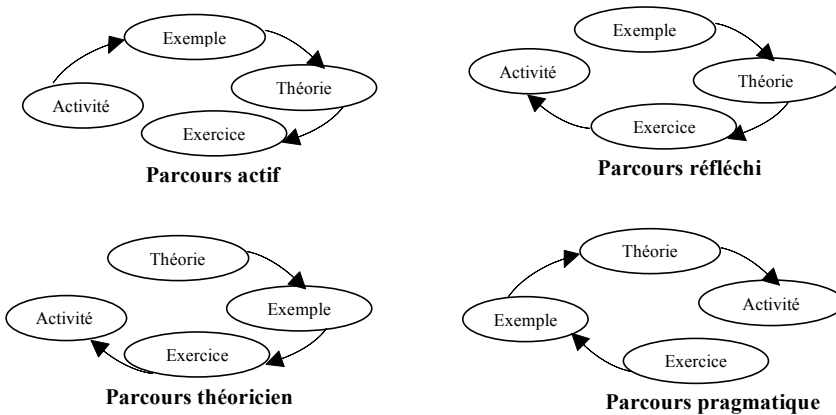 Exemple
Activité
Théorie
Exercice
Parcours actif
Exemple
Activité
Théorie
Exercice
Parcours réfléchi
Théorie
Activité
Exemple
Exercice
Parcours théoricien
Théorie
Activité
Exemple
Exercice
Parcours pragmatique